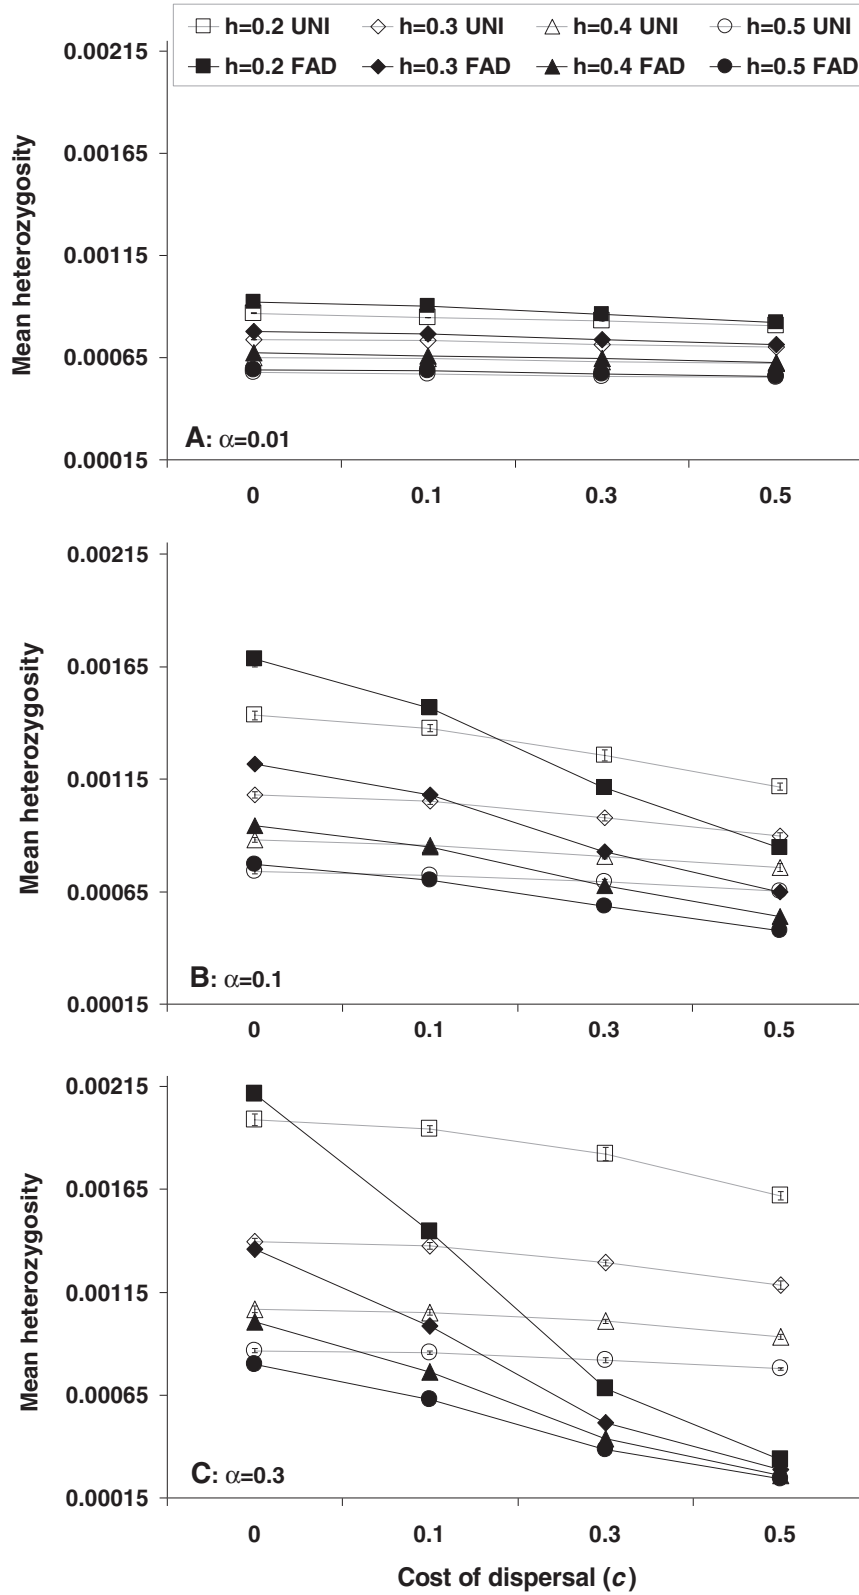 h=0.2 UNI h=0.3 UNI h=0.4 UNI h=0.5 UNI
h=0.2 FAD h=0.3 FAD h=0.4 FAD h=0.5 FAD
Mean heterozygosity
0.00215
0.00165
0.00115
0.00065
0.00015
A: α=0.01
0 0.1 0.3 0.5
Mean heterozygosity
0.00215
0.00165
0.00115
0.00065
0.00015
B: α=0.1
0 0.1 0.3 0.5
Mean heterozygosity
0.00215
0.00165
0.00115
0.00065
0.00015
C: α=0.3
0 0.1 0.3 0.5
Cost of dispersal (c)